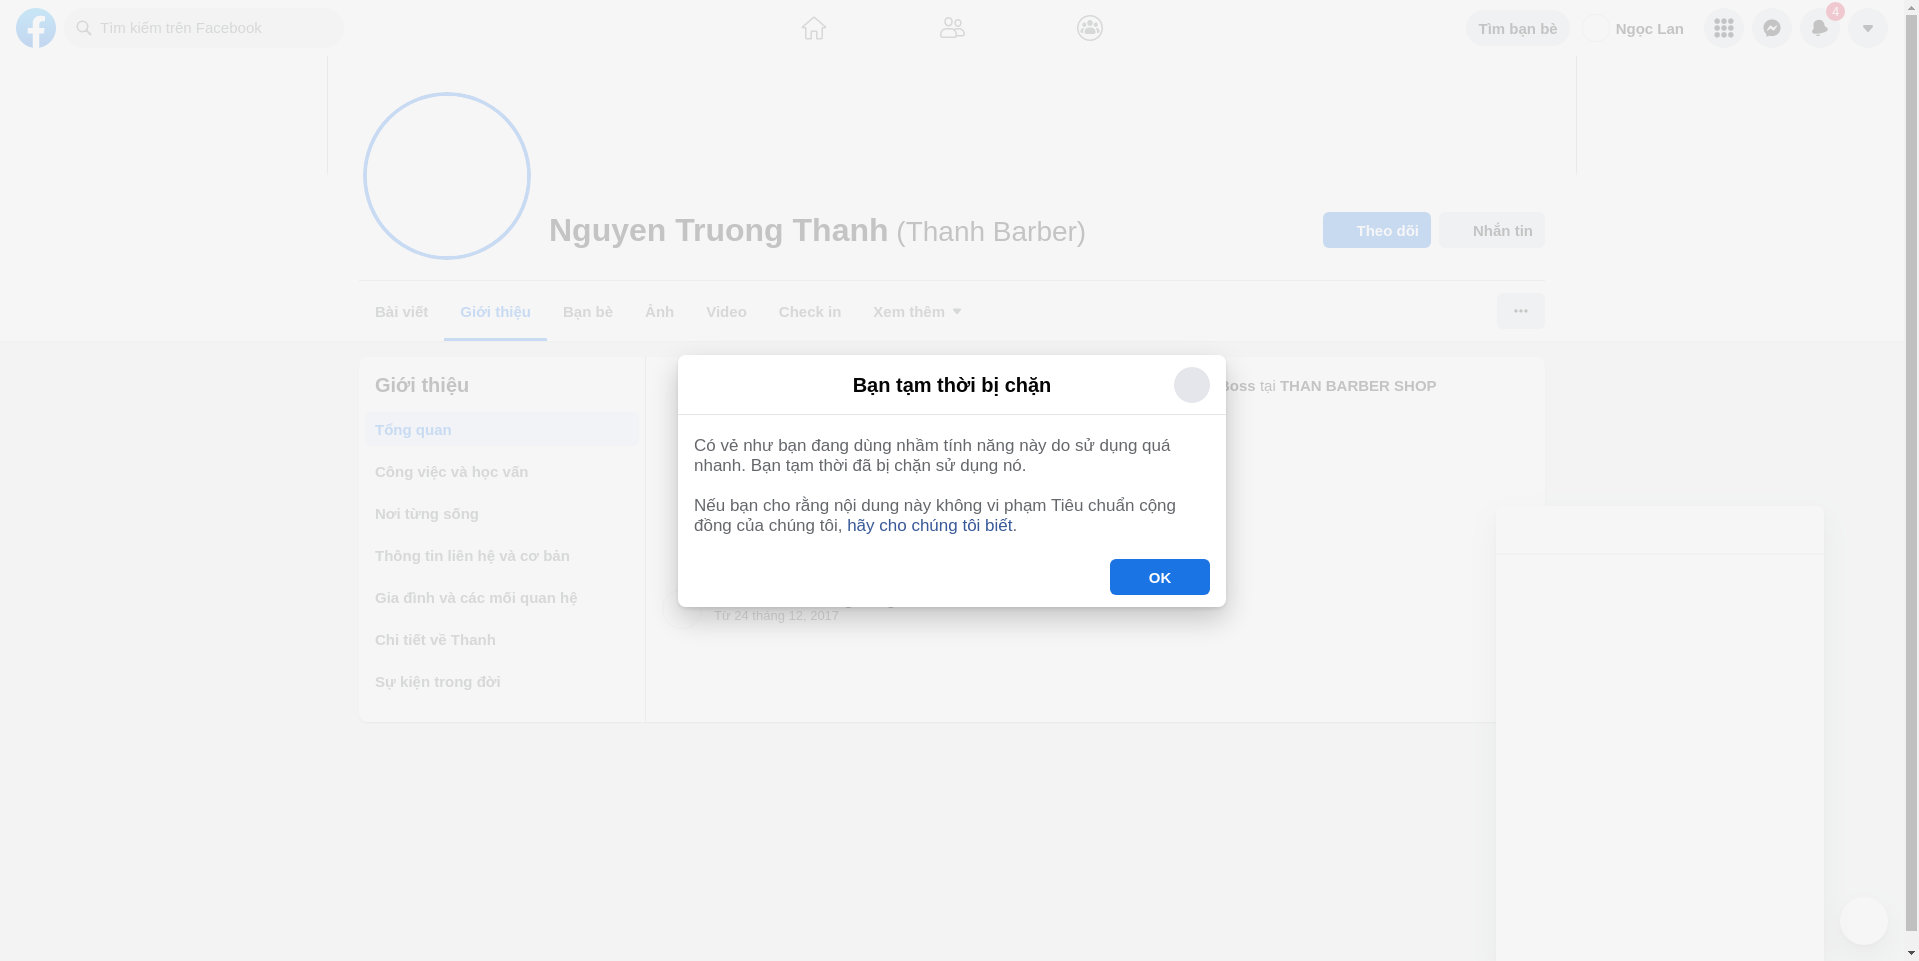 Tìm kiếm trên Facebook
Tìm bạn bè
Ngọc Lan
4
Nguyen Truong Thanh (Thanh Barber)
Theo dõi
Nhắn tin
Bài viết
Giới thiệu
Bạn bè
Ảnh
Video
Check in
Xem thêm
Giới thiệu
Tổng quan
Công việc và học vấn
Nơi từng sống
Thông tin liên hệ và cơ bản
Gia đình và các mối quan hệ
Chi tiết về Thanh
Sự kiện trong đời
Boss tại THAN BARBER SHOP
Từ 24 tháng 12, 2017
Bạn tạm thời bị chặn
Có vẻ như bạn đang dùng nhầm tính năng này do sử dụng quá
nhanh. Bạn tạm thời đã bị chặn sử dụng nó.
Nếu bạn cho rằng nội dung này không vi phạm Tiêu chuẩn cộng
đồng của chúng tôi, hãy cho chúng tôi biết.
OK